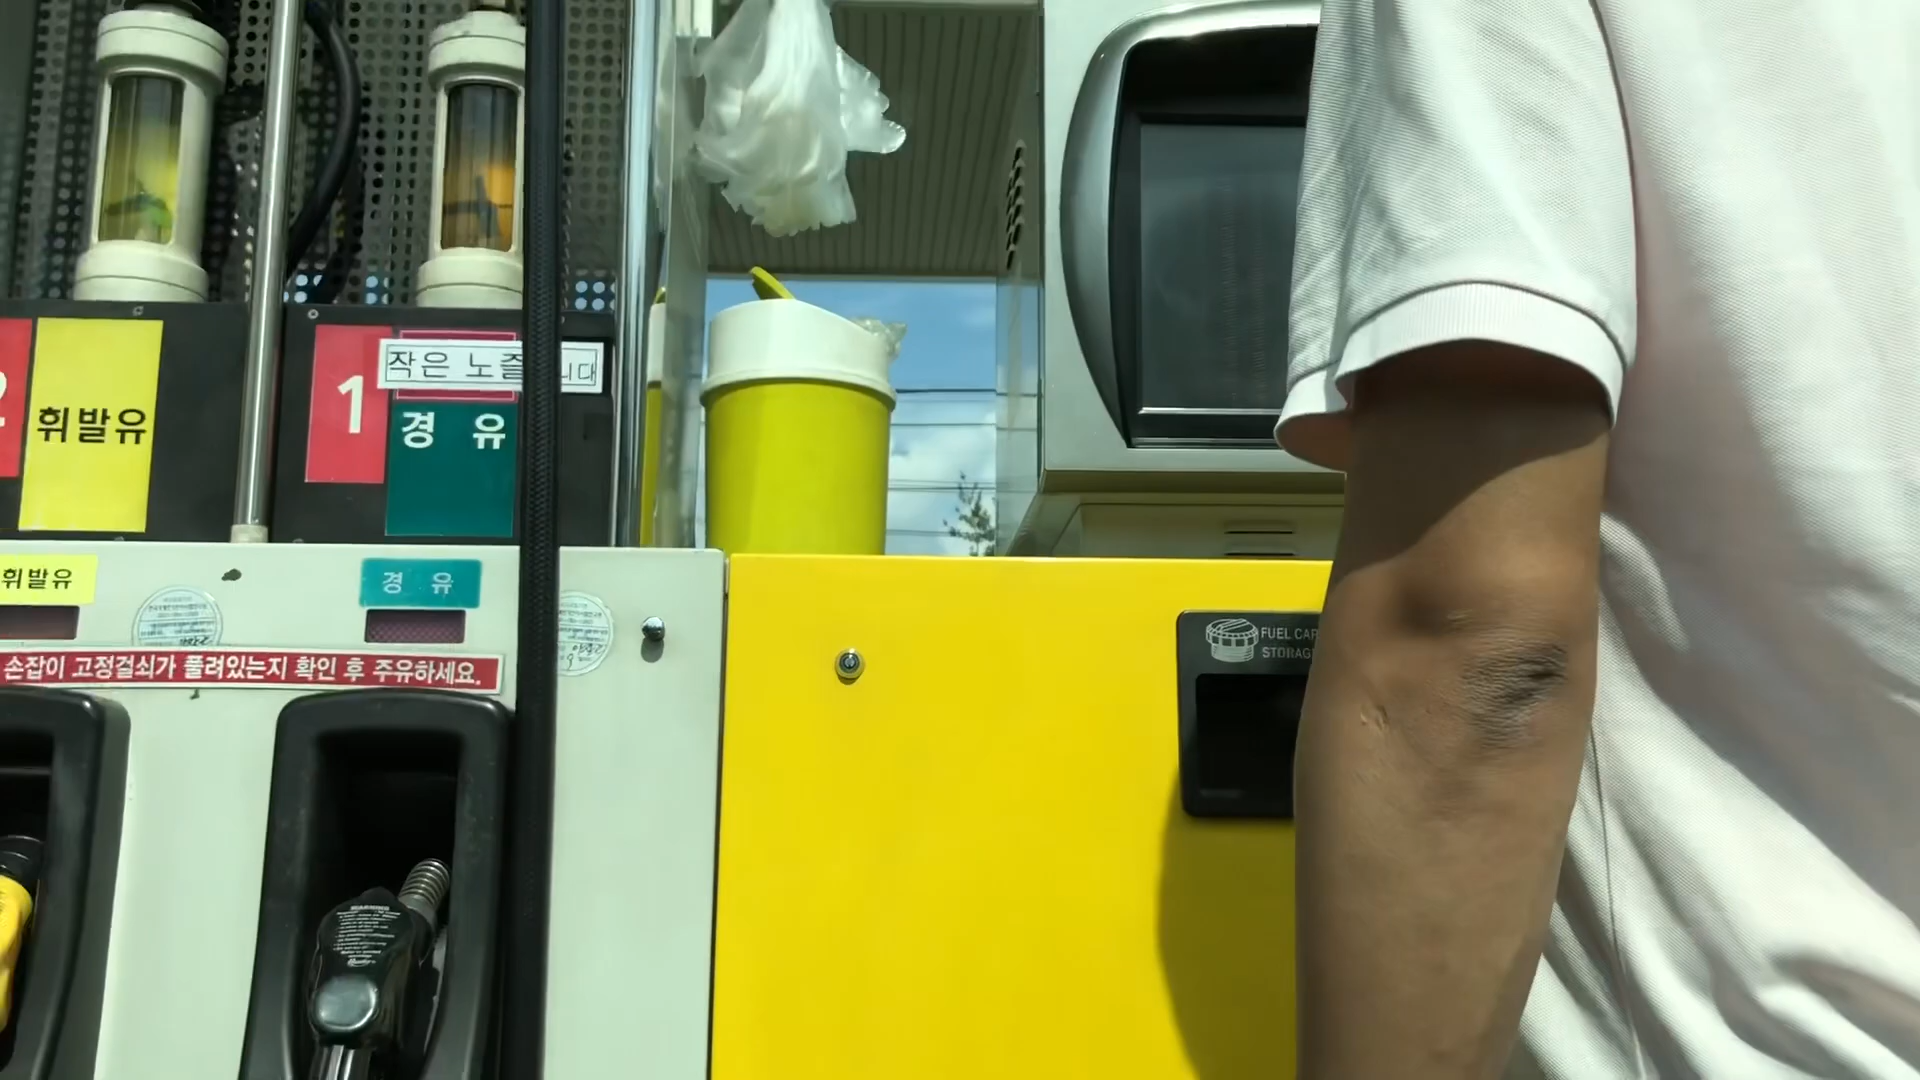 2
휘발유
1
작은 노즐 니다
경 유
휘발유
경 유
손잡이 고정걸쇠가 풀려있는지 확인 후 주유하세요.
FUEL CAP
STORAGE
WARNING